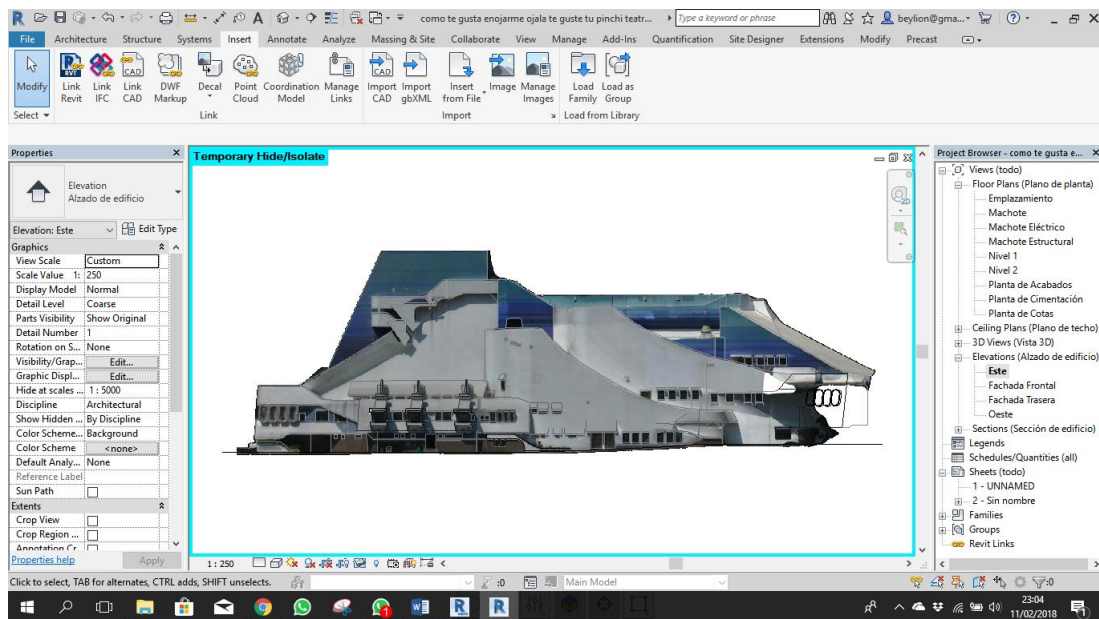 como te gusta enojarme ojala te guste tu pinchi teatr...
Type a keyword or phrase
beylion@gma...
File Architecture Structure Systems Insert Annotate Analyze Massing & Site Collaborate View Manage Add-Ins Quantification Site Designer Extensions Modify Precast
Modify
Link Revit
Link IFC
Link CAD
DWF Markup
Decal
Point Cloud
Coordination Model
Manage Links
Import CAD
Import gbXML
Insert from File
Image
Manage Images
Load Family
Load as Group
Select
Link
Import
Load from Library
Properties
Elevation
Alzado de edificio
Elevation: Este
Edit Type
Graphics
View Scale Custom
Scale Value 1: 250
Display Model Normal
Detail Level Coarse
Parts Visibility Show Original
Detail Number 1
Rotation on S... None
Visibility/Grap... Edit...
Graphic Displ... Edit...
Hide at scales ... 1 : 5000
Discipline Architectural
Show Hidden ... By Discipline
Color Scheme... Background
Color Scheme <none>
Default Analy... None
Reference Label
Sun Path
Extents
Crop View
Crop Region ...
Annotation Cr...
Properties help
Apply
Temporary Hide/Isolate
2D
1 : 250
Project Browser - como te gusta e...
Views (todo)
Floor Plans (Plano de planta)
Emplazamiento
Machote
Machote Eléctrico
Machote Estructural
Nivel 1
Nivel 2
Planta de Acabados
Planta de Cimentación
Planta de Cotas
Ceiling Plans (Plano de techo)
3D Views (Vista 3D)
Elevations (Alzado de edificio)
Este
Fachada Frontal
Fachada Trasera
Oeste
Sections (Sección de edificio)
Legends
Schedules/Quantities (all)
Sheets (todo)
1 - UNNAMED
2 - Sin nombre
Families
Groups
Revit Links
Click to select, TAB for alternates, CTRL adds, SHIFT unselects.
:0
Main Model
:0
23:04
11/02/2018